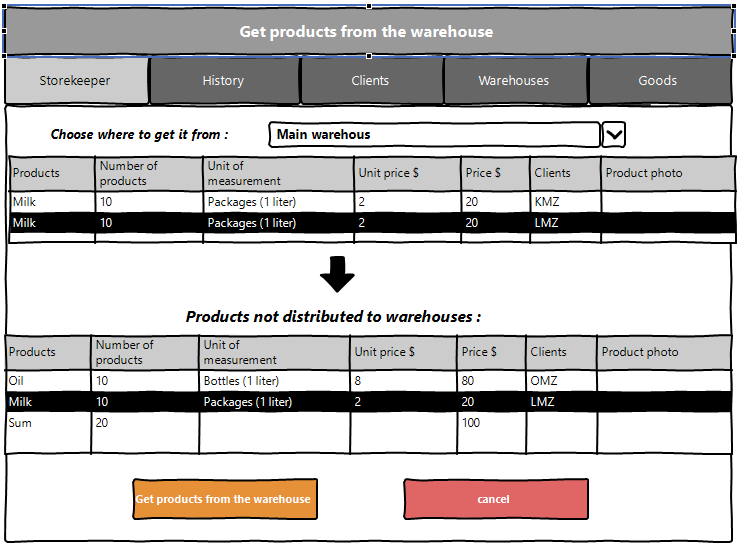 Get products from the warehouse
Storekeeper History Clients Warehouses Goods
Choose where to get it from : Main warehous
Products Number of products Unit of measurement Unit price $ Price $ Clients Product photo
Milk 10 Packages (1 liter) 2 20 KMZ
Milk 10 Packages (1 liter) 2 20 LMZ
Products not distributed to warehouses :
Products Number of products Unit of measurement Unit price $ Price $ Clients Product photo
Oil 10 Bottles (1 liter) 8 80 OMZ
Milk 10 Packages (1 liter) 2 20 LMZ
Sum 20 100
Get products from the warehouse cancel